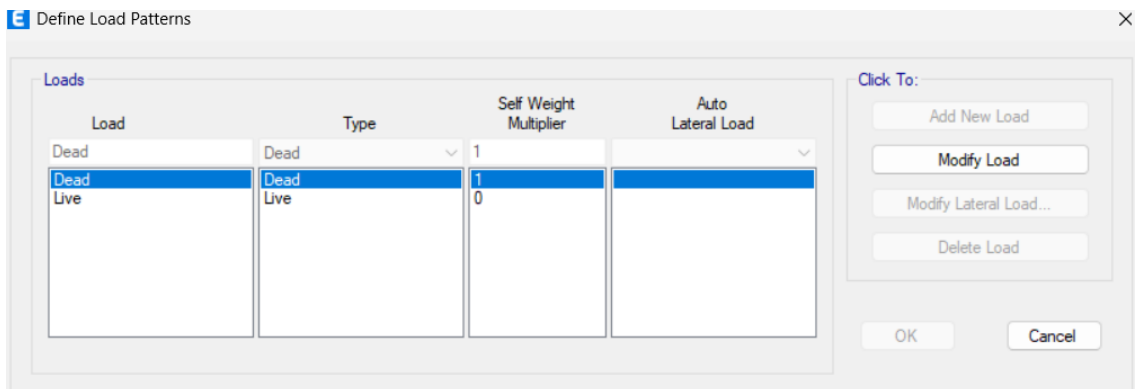 E Define Load Patterns
Loads
Click To:
Load Type Self Weight Multiplier Auto Lateral Load
Add New Load
Dead Dead 1
Modify Load
Dead Dead 1
Live Live 0
Modify Lateral Load...
Delete Load
OK Cancel